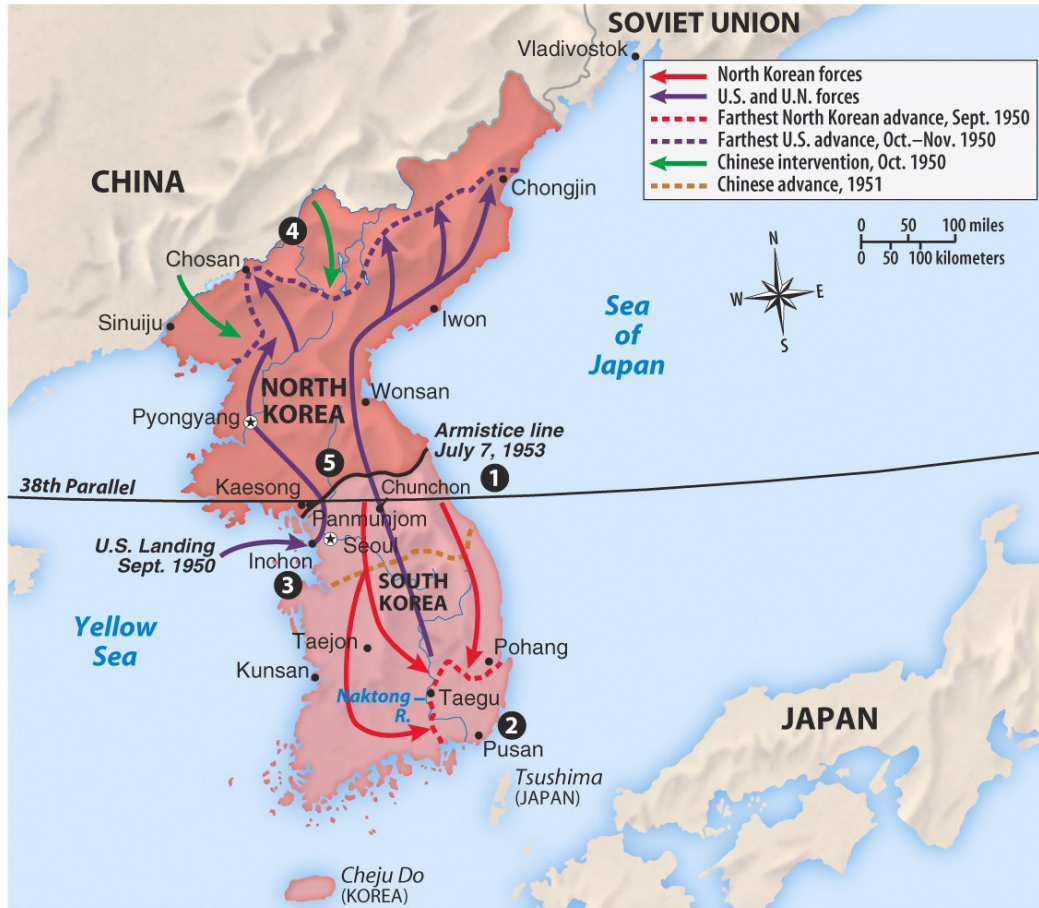 SOVIET UNION
Vladivostok
North Korean forces
U.S. and U.N. forces
Farthest North Korean advance, Sept. 1950
Farthest U.S. advance, Oct.–Nov. 1950
Chinese intervention, Oct. 1950
Chinese advance, 1951
0 50 100 miles
0 50 100 kilometers
N
W E
S
CHINA
Chongjin
4
Chosan
Sinuiju
Iwon
Sea
of
Japan
NORTH
KOREA
Wonsan
Pyongyang
Armistice line
July 7, 1953
5
1
38th Parallel
Kaesong
Chunchon
Panmunjom
U.S. Landing
Sept. 1950
Seoul
Inchon
3
SOUTH
KOREA
Yellow
Sea
Taejon
Pohang
Kunsan
Naktong
R.
Taegu
2
Pusan
JAPAN
Tsushima
(JAPAN)
Cheju Do
(KOREA)